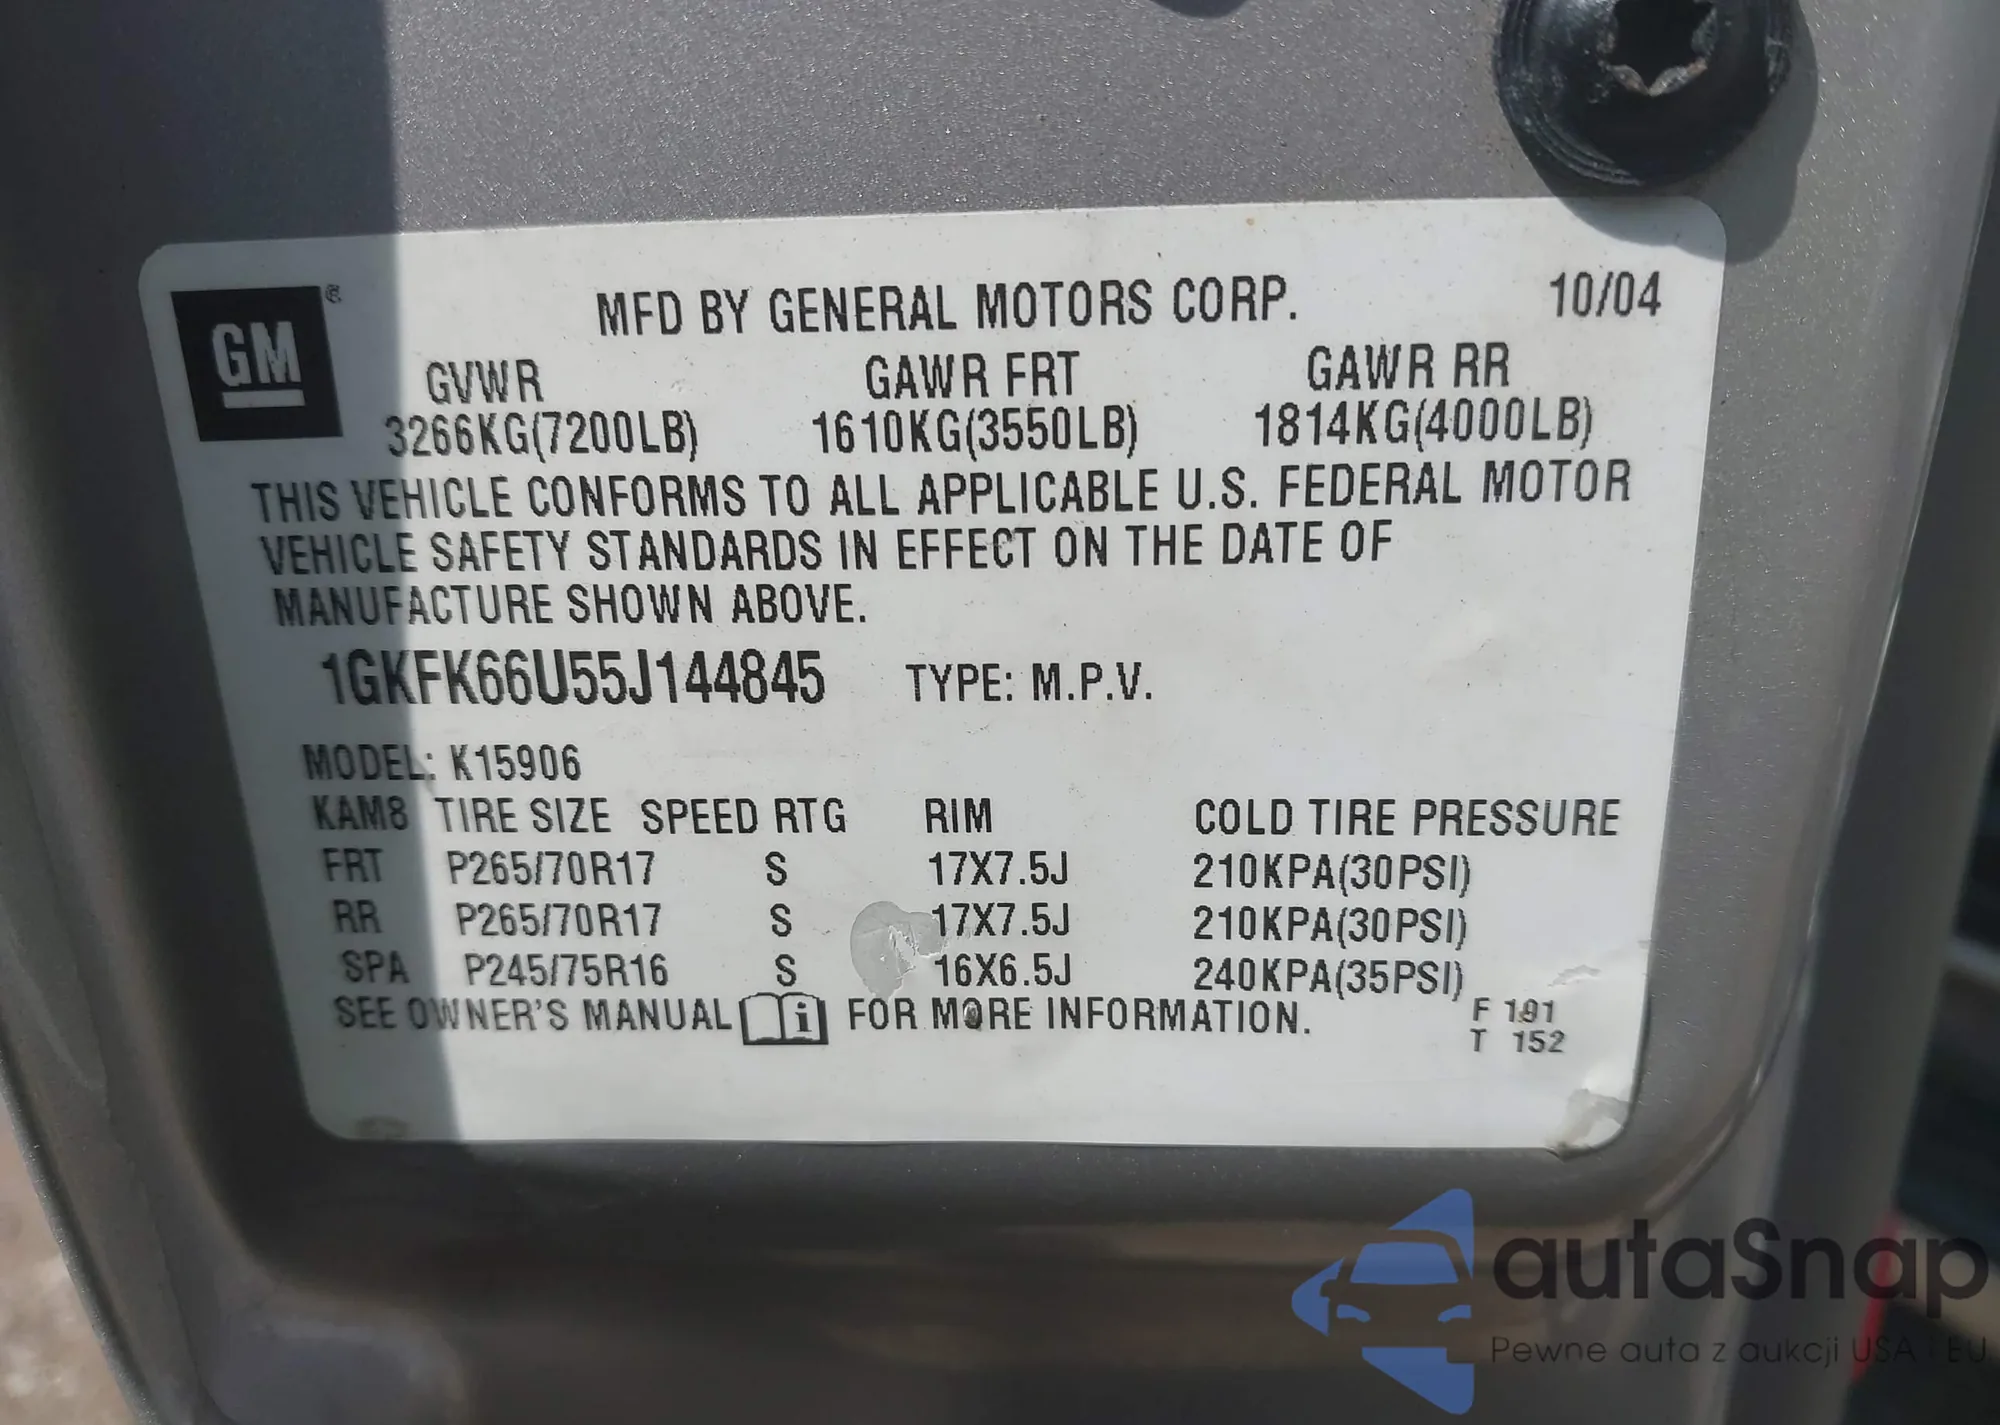 GM ®
MFD BY GENERAL MOTORS CORP. 10/04
GVWR GAWR FRT GAWR RR
3266KG(7200LB) 1610KG(3550LB) 1814KG(4000LB)
THIS VEHICLE CONFORMS TO ALL APPLICABLE U.S. FEDERAL MOTOR
VEHICLE SAFETY STANDARDS IN EFFECT ON THE DATE OF
MANUFACTURE SHOWN ABOVE.
1GKFK66U55J144845 TYPE: M.P.V.
MODEL: K15906
KAM8 TIRE SIZE SPEED RTG RIM COLD TIRE PRESSURE
FRT P265/70R17 S 17X7.5J 210KPA(30PSI)
RR P265/70R17 S 17X7.5J 210KPA(30PSI)
SPA P245/75R16 S 16X6.5J 240KPA(35PSI)
SEE OWNER'S MANUAL i FOR MORE INFORMATION.
F 191
T 152
autaSnap
Pewne auta z aukcji USA i EU